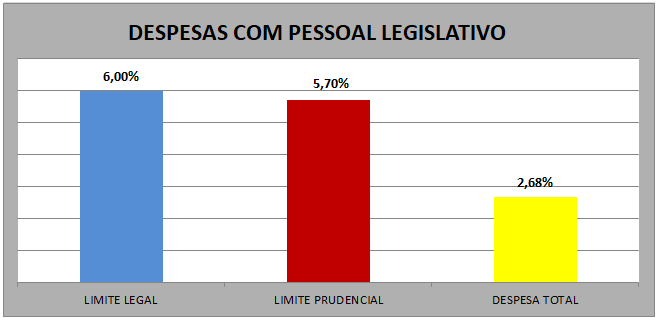 DESPESAS COM PESSOAL LEGISLATIVO
6,00%
5,70%
2,68%
LIMITE LEGAL
LIMITE PRUDENCIAL
DESPESA TOTAL